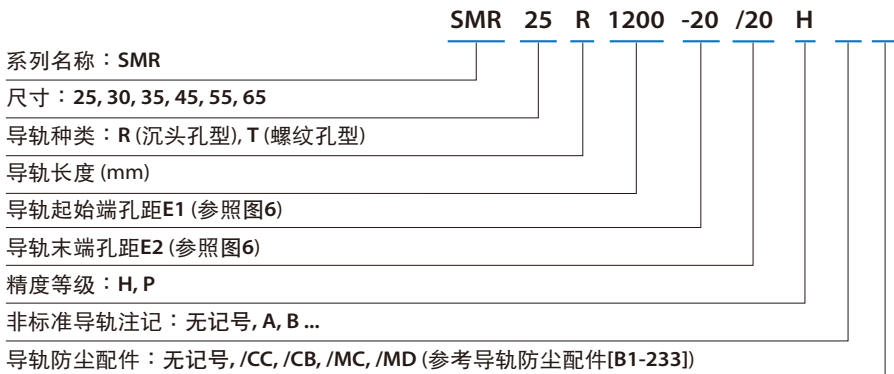 SMR 25 R 1200 -20 /20 H
系列名称：SMR
尺寸：25, 30, 35, 45, 55, 65
导轨种类：R (沉头孔型), T (螺纹孔型)
导轨长度 (mm)
导轨起始端孔距E1 (参照图6)
导轨末端孔距E2 (参照图6)
精度等级：H, P
非标准导轨注记：无记号, A, B ...
导轨防尘配件：无记号, /CC, /CB, /MC, /MD (参考导轨防尘配件[B1-233])